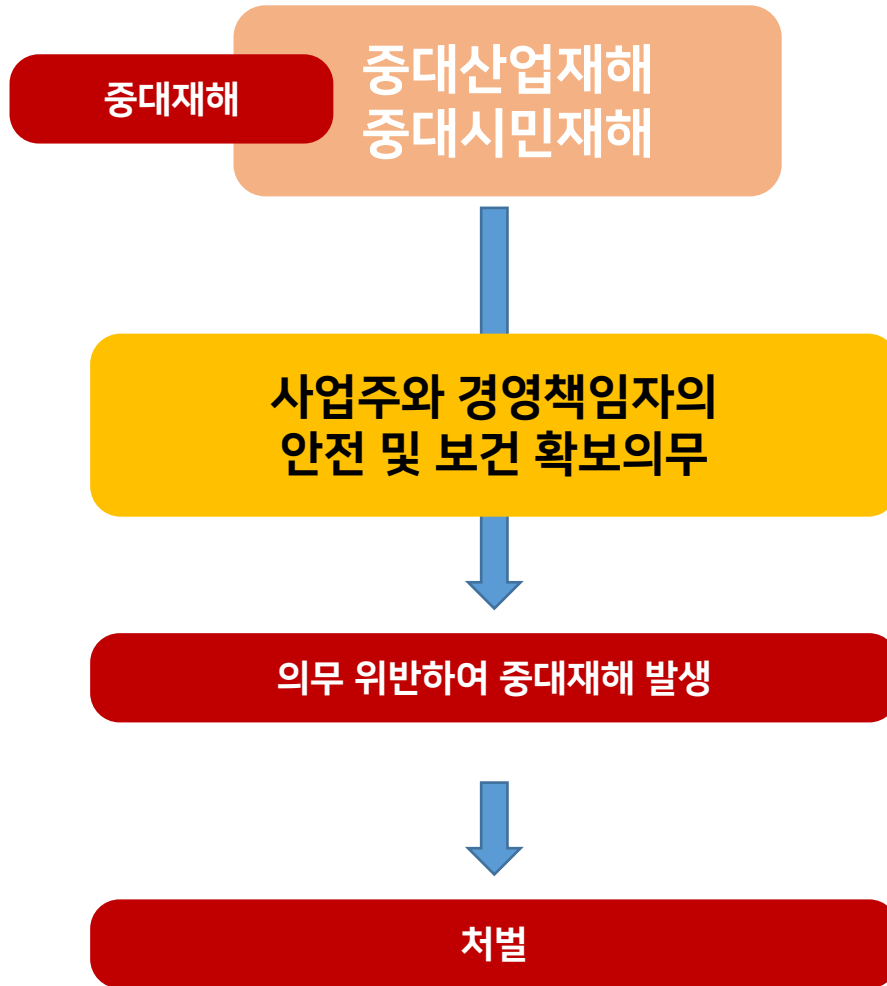 중대재해
중대산업재해
중대시민재해
사업주와 경영책임자의
안전 및 보건 확보의무
의무 위반하여 중대재해 발생
처벌